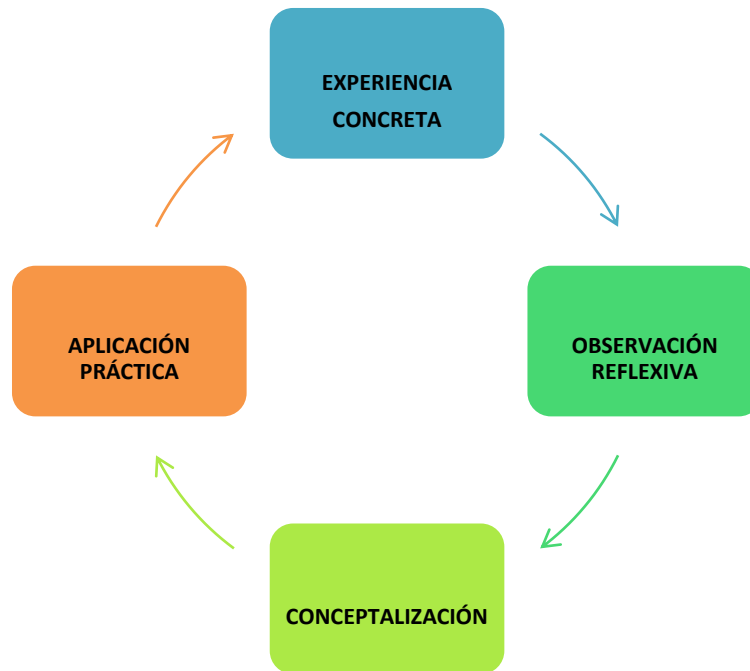 EXPERIENCIA
CONCRETA
OBSERVACIÓN
REFLEXIVA
CONCEPTALIZACIÓN
APLICACIÓN
PRÁCTICA